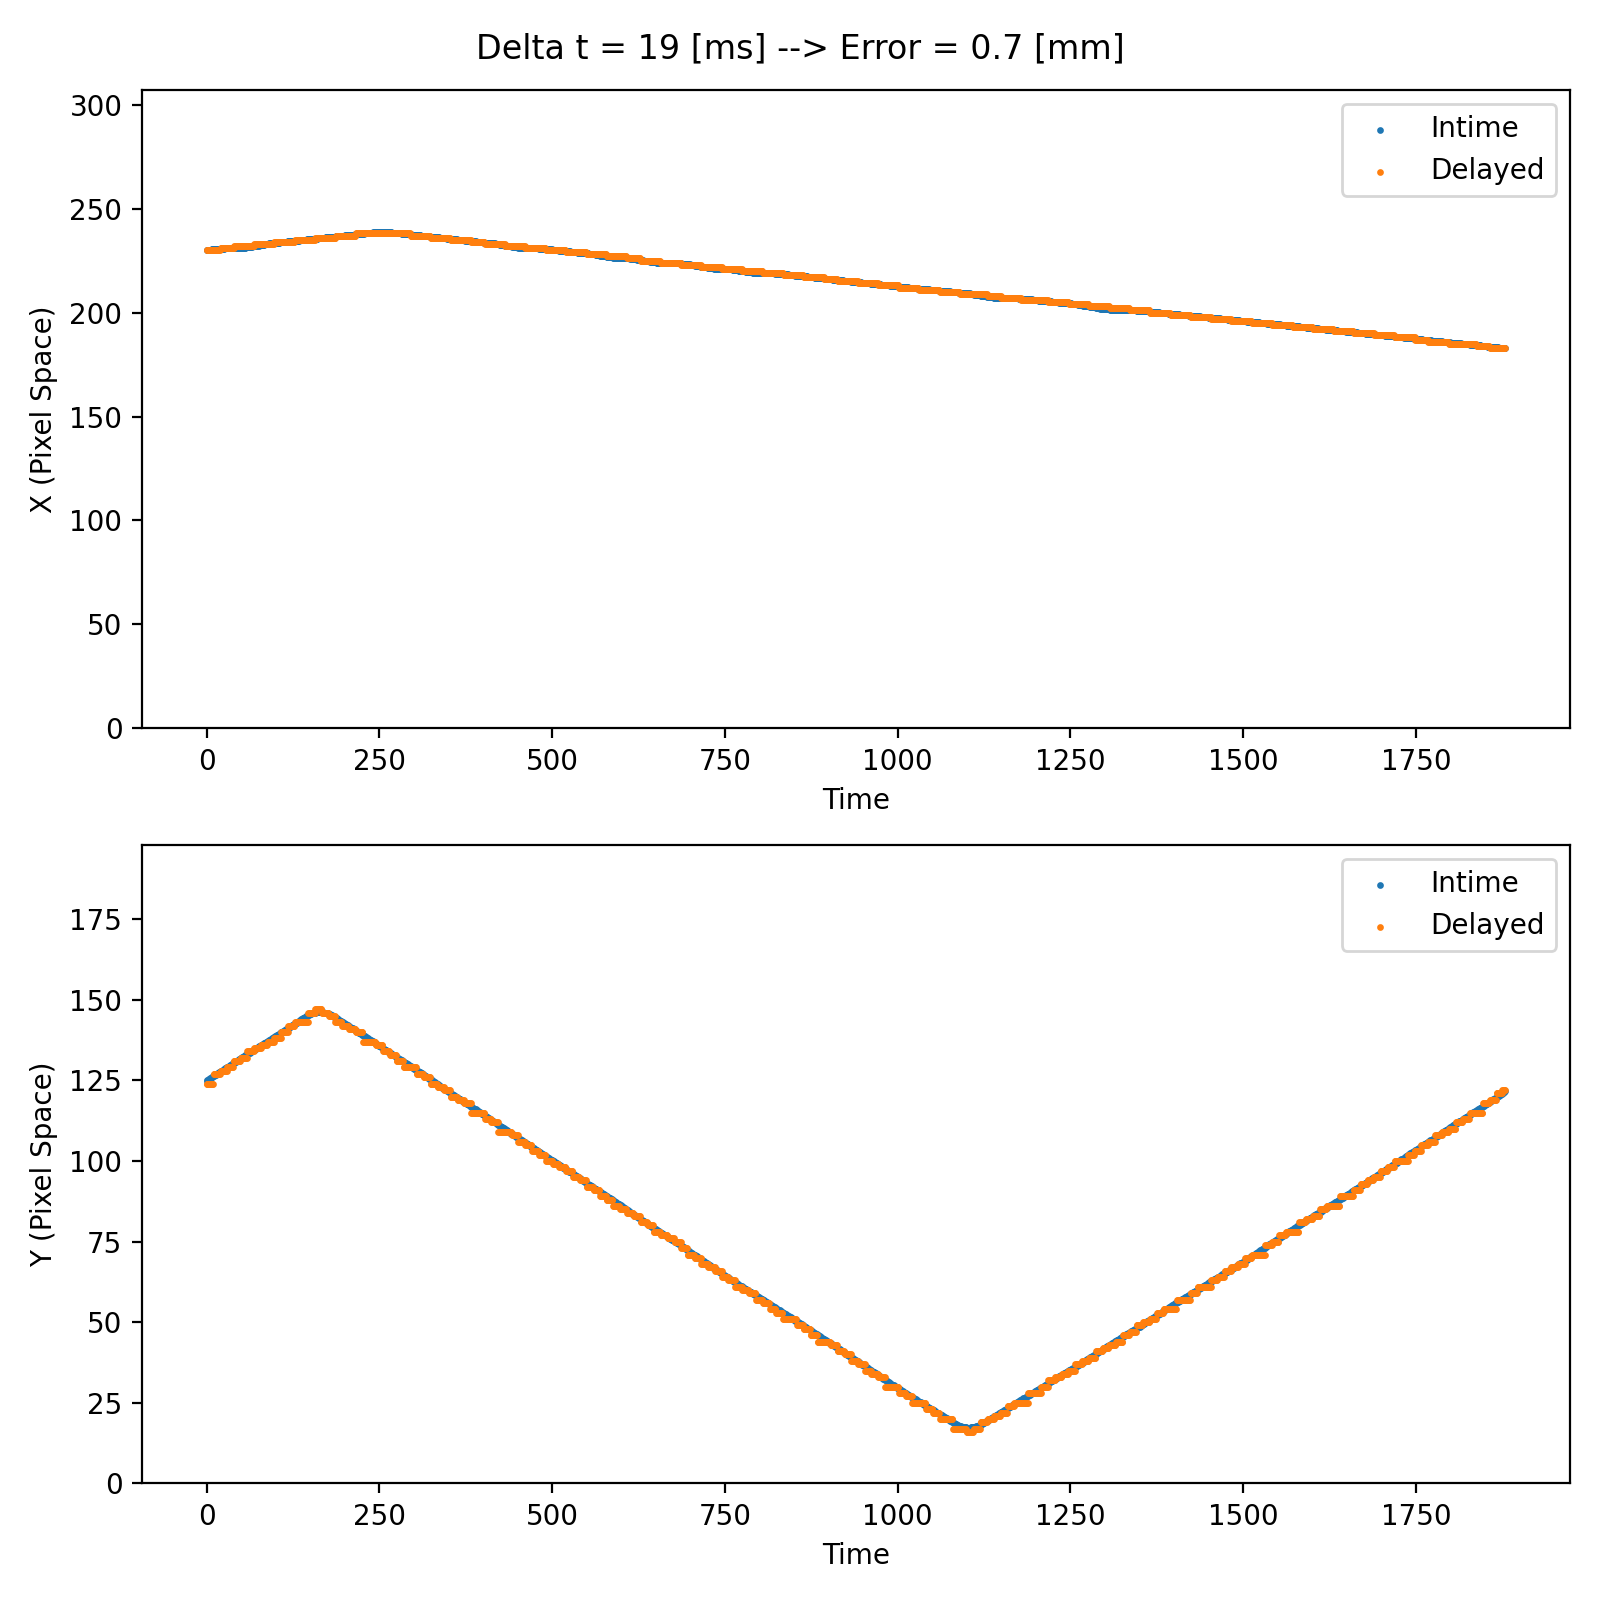 Delta t = 19 [ms] --> Error = 0.7 [mm]
300
250
200
150
100
50
0
X (Pixel Space)
Intime
Delayed
0 250 500 750 1000 1250 1500 1750
Time
175
150
125
100
75
50
25
0
Y (Pixel Space)
Intime
Delayed
0 250 500 750 1000 1250 1500 1750
Time